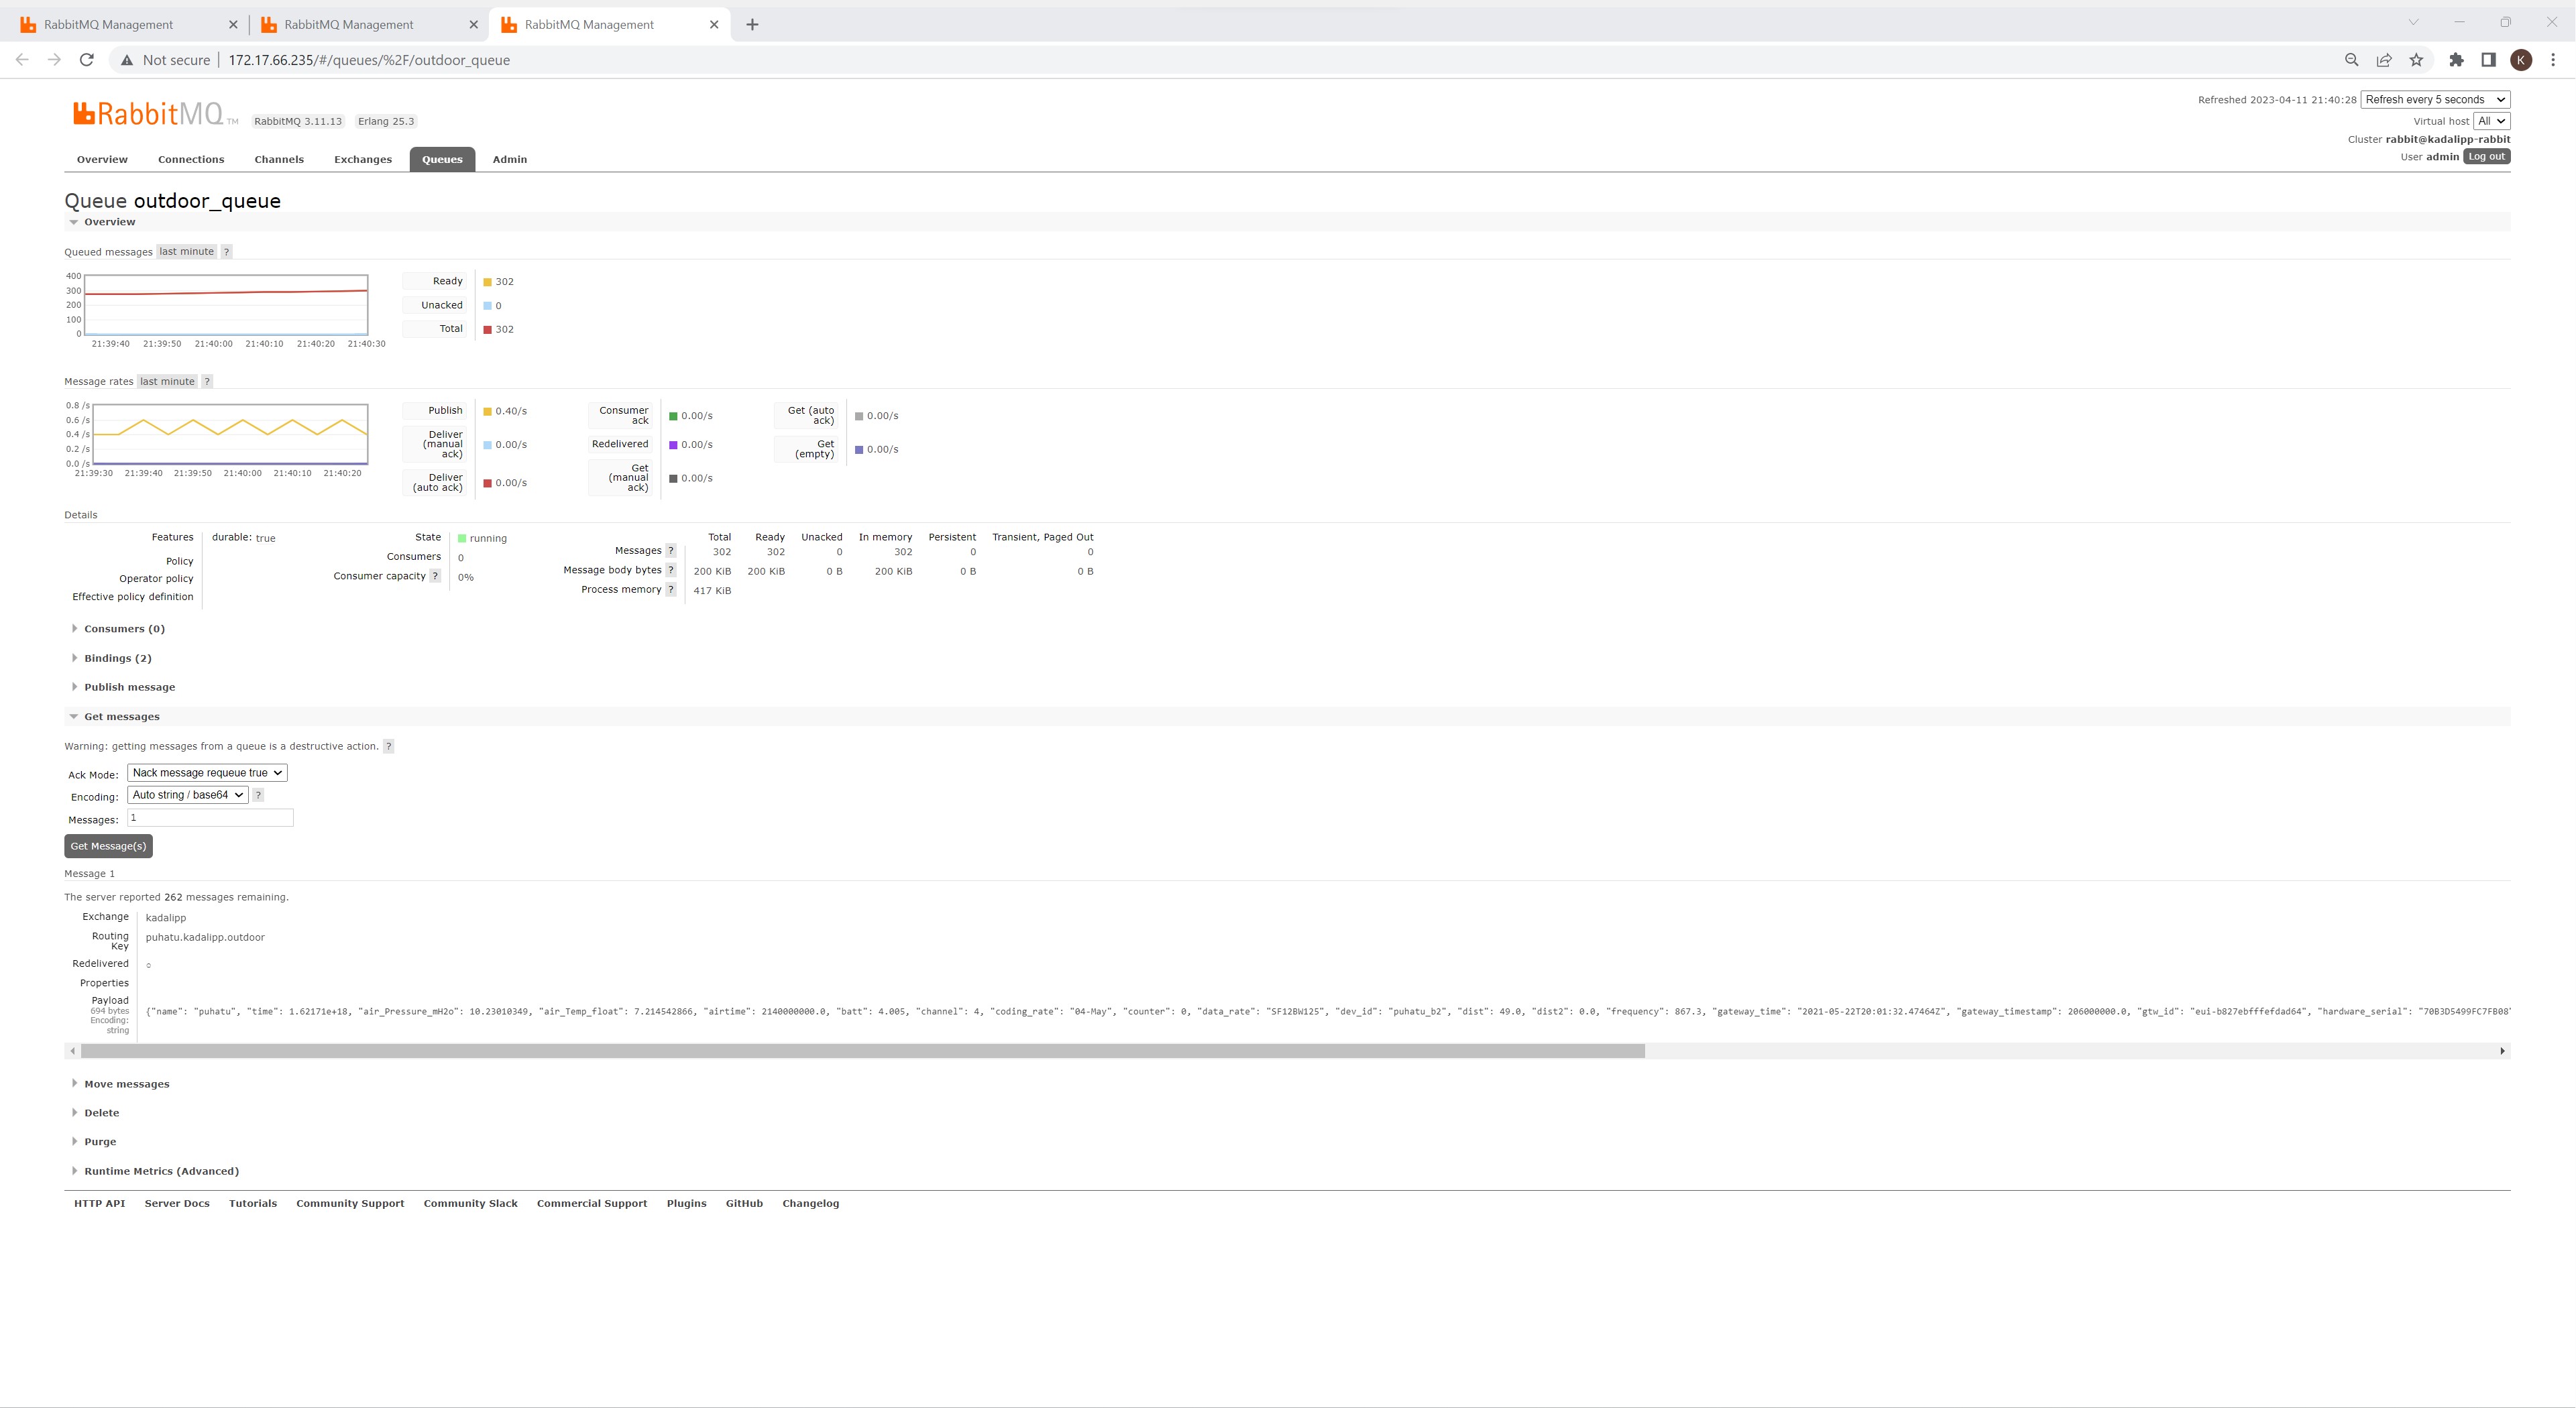 RabbitMQ Management
RabbitMQ Management
RabbitMQ Management
Not secure
172.17.66.235/#/queues/%2F/outdoor_queue
K
RabbitMQ TM
RabbitMQ 3.11.13 Erlang 25.3
Refreshed 2023-04-11 21:40:28 Refresh every 5 seconds
Virtual host All
Cluster rabbit@kadalipp-rabbit
User admin Log out
Overview Connections Channels Exchanges Queues Admin
Queue outdoor_queue
Overview
Queued messages last minute ?
400
300
200
100
0
21:39:40 21:39:50 21:40:00 21:40:10 21:40:20 21:40:30
Ready 302
Unacked 0
Total 302
Message rates last minute ?
0.8 /s
0.6 /s
0.4 /s
0.2 /s
0.0 /s
21:39:30 21:39:40 21:39:50 21:40:00 21:40:10 21:40:20
Publish 0.40/s
Deliver
(manual 0.00/s
ack)
Deliver
(auto ack) 0.00/s
Consumer
ack 0.00/s
Redelivered 0.00/s
Get
(manual 0.00/s
ack)
Get (auto
ack) 0.00/s
Get
(empty) 0.00/s
Details
Features durable: true
Policy
Operator policy
Effective policy definition
State running
Consumers 0
Consumer capacity ? 0%
Total Ready Unacked In memory Persistent Transient, Paged Out
Messages ? 302 302 0 302 0 0
Message body bytes ? 200 KiB 200 KiB 0 B 200 KiB 0 B 0 B
Process memory ? 417 KiB
Consumers (0)
Bindings (2)
Publish message
Get messages
Warning: getting messages from a queue is a destructive action. ?
Ack Mode: Nack message requeue true
Encoding: Auto string / base64 ?
Messages: 1
Get Message(s)
Message 1
The server reported 262 messages remaining.
Exchange kadalipp
Routing
Key puhatu.kadalipp.outdoor
Redelivered ○
Properties
Payload
694 bytes
Encoding:
string
{"name": "puhatu", "time": 1.62171e+18, "air_Pressure_mH2o": 10.23010349, "air_Temp_float": 7.214542866, "airtime": 2140000000.0, "batt": 4.005, "channel": 4, "coding_rate": "04-May", "counter": 0, "data_rate": "SF12BW125", "dev_id": "puhatu_b2", "dist": 49.0, "dist2": 0.0, "frequency": 867.3, "gateway_time": "2021-05-22T20:01:32.47464Z", "gateway_timestamp": 206000000.0, "gtw_id": "eui-b827ebfffefdad64", "hardware_serial": "70B3D5499FC7FB08"
Move messages
Delete
Purge
Runtime Metrics (Advanced)
HTTP API Server Docs Tutorials Community Support Community Slack Commercial Support Plugins GitHub Changelog